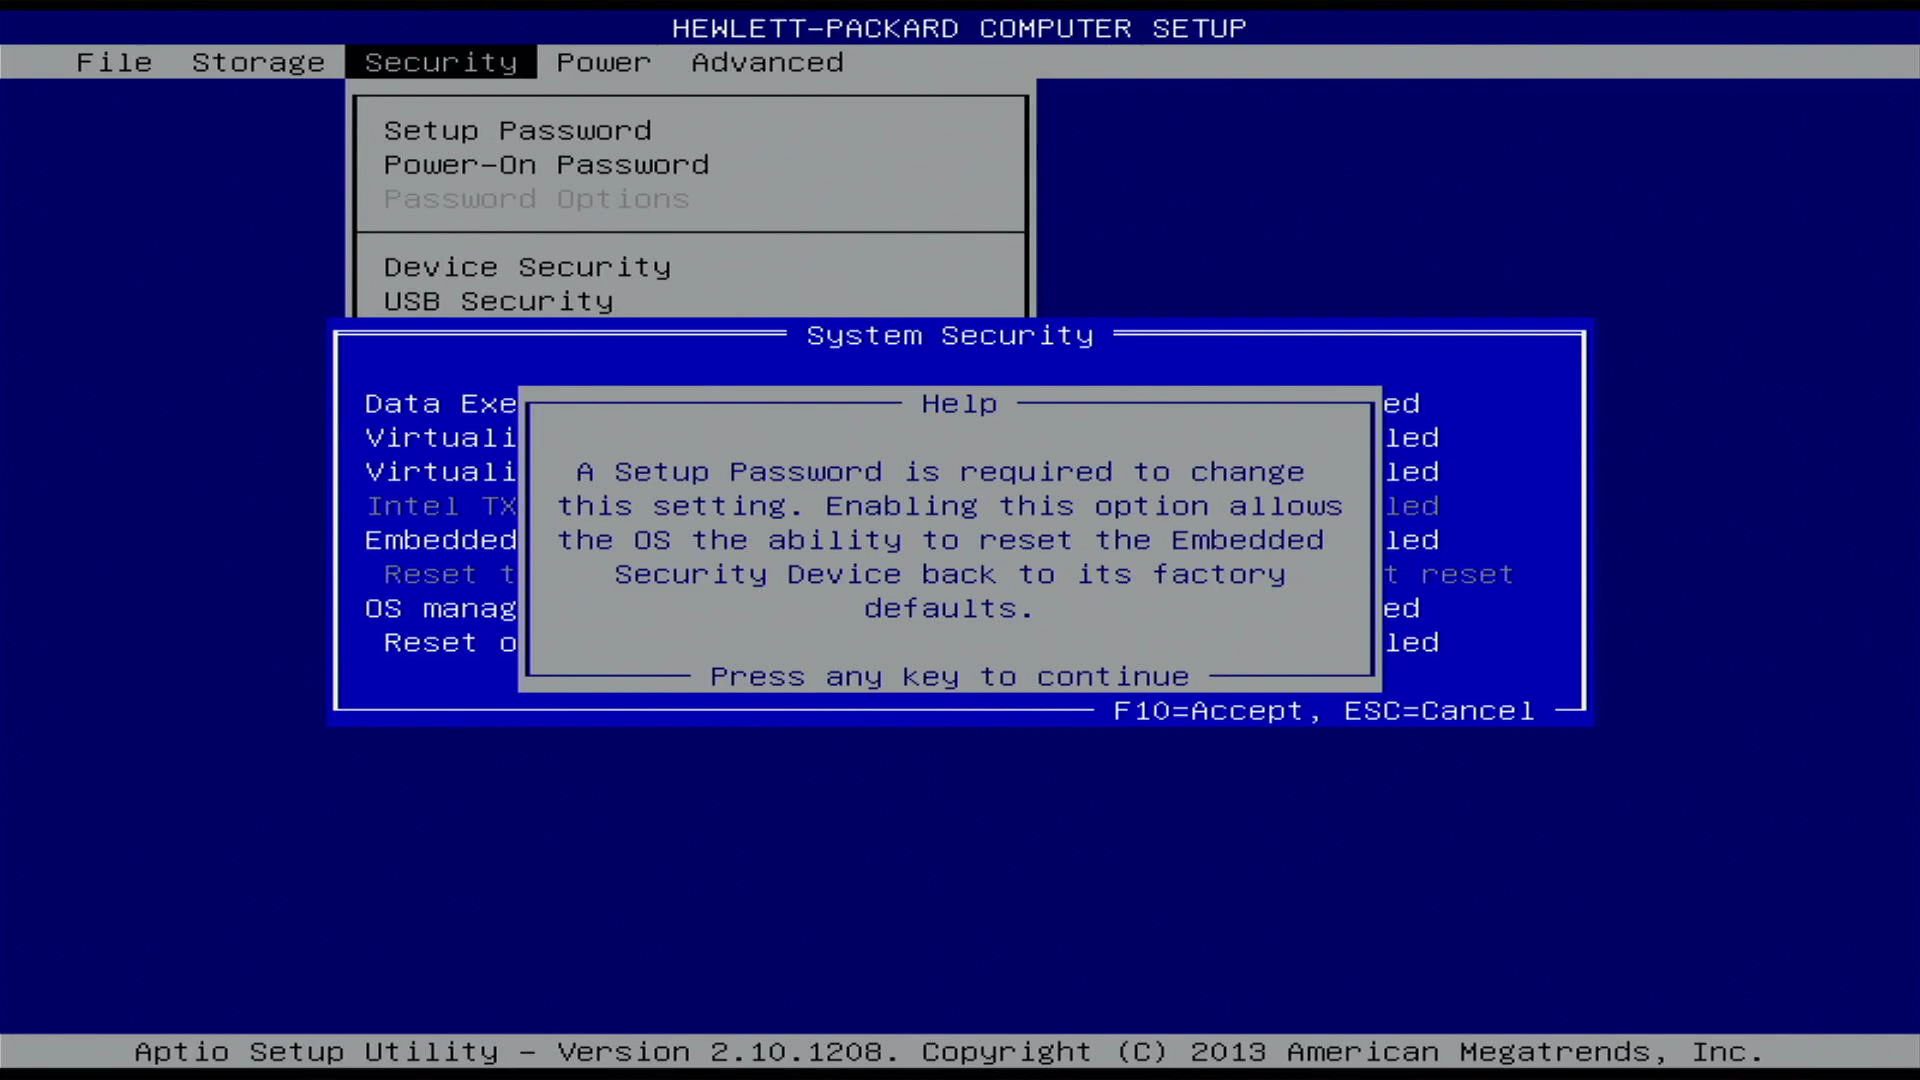 HEWLETT-PACKARD COMPUTER SETUP
File Storage Security Power Advanced
Setup Password
Power-On Password
Password Options
Device Security
USB Security
System Security
Data Exe
ed
Help
Virtuali
led
A Setup Password is required to change
Virtuali
led
this setting. Enabling this option allows
Intel TX
led
the OS the ability to reset the Embedded
Embedded
led
Security Device back to its factory
Reset t
t reset
defaults.
OS manag
ed
Reset o
led
Press any key to continue
F10=Accept, ESC=Cancel
Aptio Setup Utility - Version 2.10.1208. Copyright (C) 2013 American Megatrends, Inc.